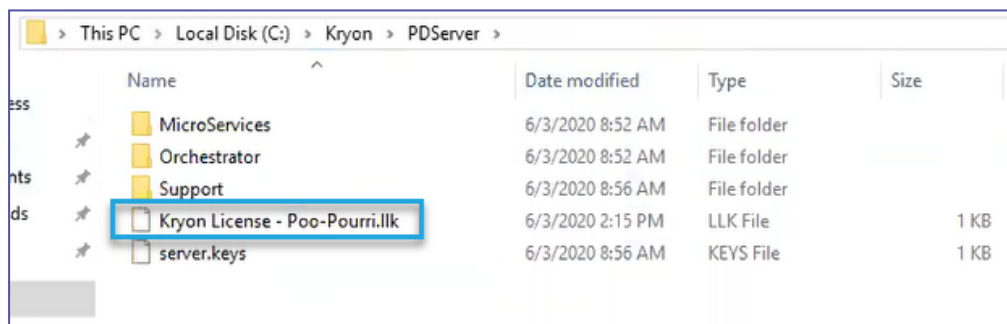 This PC > Local Disk (C:) > Kryon > PDServer >
Name Date modified Type Size
ess
MicroServices 6/3/2020 8:52 AM File folder
Orchestrator 6/3/2020 8:52 AM File folder
nts
Support 6/3/2020 8:56 AM File folder
ds
Kryon License - Poo-Pourri.llk 6/3/2020 2:15 PM LLK File 1 KB
server.keys 6/3/2020 8:56 AM KEYS File 1 KB